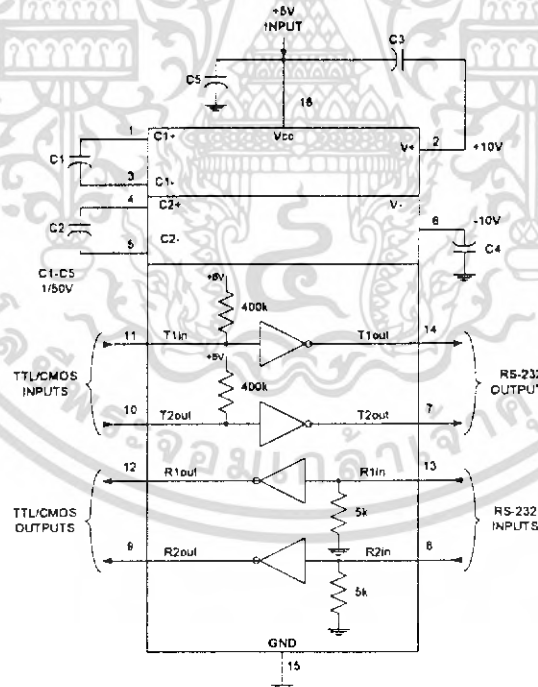 +5V
INPUT
C3
C5
16
1
C1+
Vcc
V+
2
+10V
C1
3
C1-
4
C2+
V-
C2
5
C2-
6
-10V
C4
C1-C5
1/50V
+5V
400k
11
T1in
T1out
14
TTL/CMOS
INPUTS
+5V
400k
RS-232
OUTPUT
10
T2out
T2out
7
12
R1out
R1in
13
TTL/CMOS
OUTPUTS
5k
RS-232
INPUTS
9
R2out
R2in
8
5k
GND
15